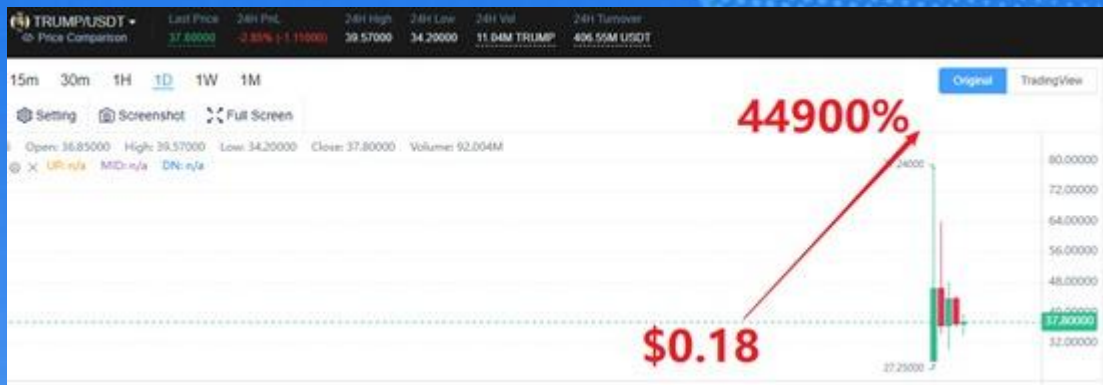 TRUMP/USDT
Price Comparison
Last Price
37.80000
24H PnL
-2.85% (-1.11000)
24H High
39.57000
24H Low
34.20000
24H Vol
11.04M TRUMP
24H Turnover
406.55M USDT
15m 30m 1H 1D 1W 1M
Original TradingView
Setting Screenshot Full Screen
44900%
Open: 36.85000 High: 39.57000 Low: 34.20000 Close: 37.80000 Volume: 92.004M
UP: n/a MID: n/a DN: n/a
80.00000
72.00000
64.00000
56.00000
48.00000
37.80000
32.00000
$0.18
27.25000